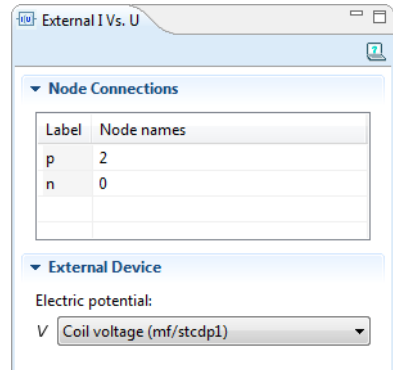 External I Vs. U
Node Connections
Label Node names
p 2
n 0
External Device
Electric potential:
V Coil voltage (mf/stcdp1)